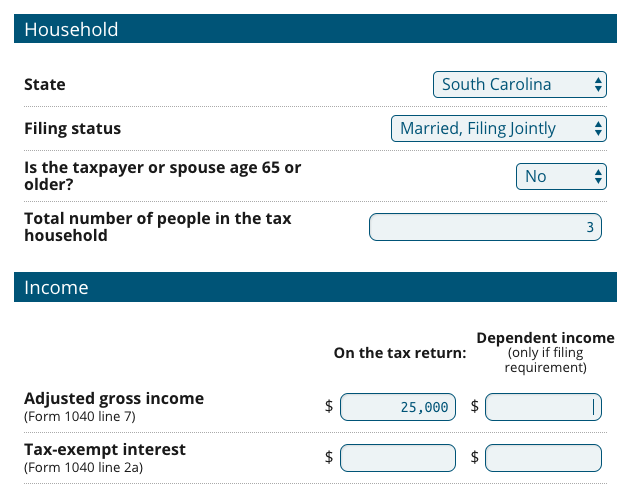 Household
State
South Carolina
Filing status
Married, Filing Jointly
Is the taxpayer or spouse age 65 or
older?
No
Total number of people in the tax
household
3
Income
On the tax return:
Dependent income
(only if filing
requirement)
Adjusted gross income
(Form 1040 line 7)
$ 25,000 $
Tax-exempt interest
(Form 1040 line 2a)
$ $